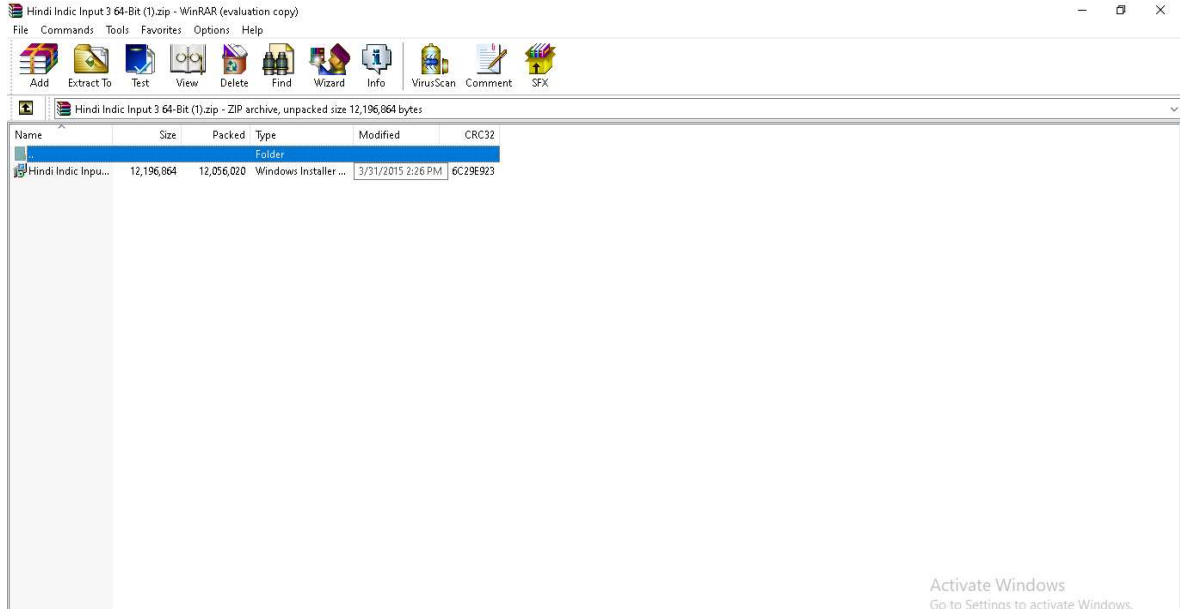 Hindi Indic Input 3 64-Bit (1).zip - WinRAR (evaluation copy)
File Commands Tools Favorites Options Help
Add Extract To Test View Delete Find Wizard Info VirusScan Comment SFX
Hindi Indic Input 3 64-Bit (1).zip - ZIP archive, unpacked size 12,196,864 bytes
Name Size Packed Type Modified CRC32
.. Folder
Hindi Indic Inpu... 12,196,864 12,056,020 Windows Installer ... 3/31/2015 2:26 PM 6C29E923
Activate Windows
Go to Settings to activate Windows.